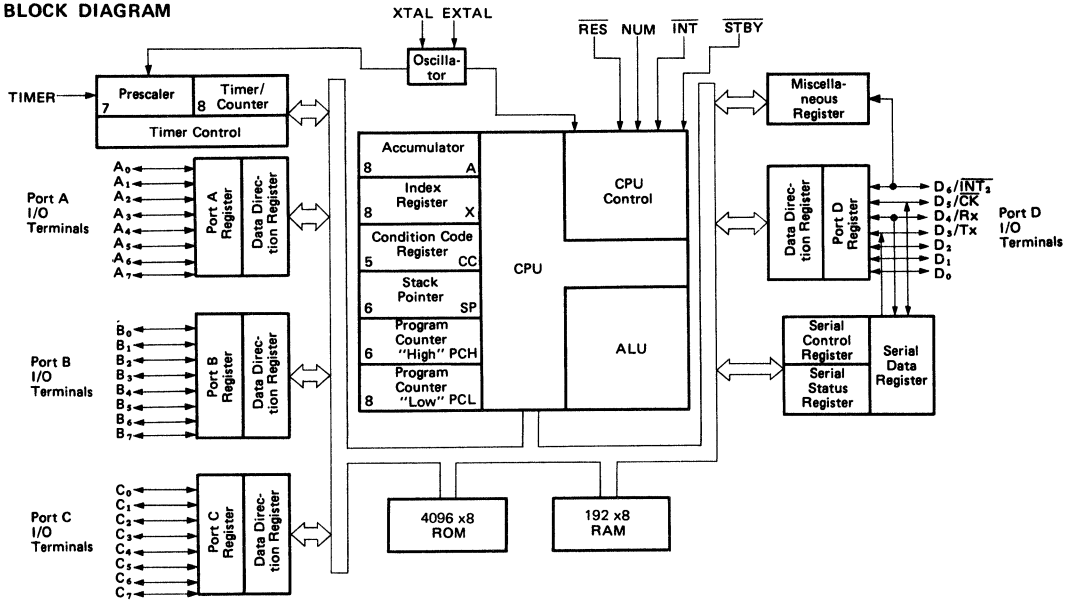 BLOCK DIAGRAM
XTAL EXTAL
Oscilla-
tor
RES NUM INT STBY
TIMER
Prescaler
7
Timer/
Counter
8
Timer Control
Port A
I/O
Terminals
A₀
A₁
A₂
A₃
A₄
A₅
A₆
A₇
Port A
Register
Data Direc-
tion Register
Port B
I/O
Terminals
B₀
B₁
B₂
B₃
B₄
B₅
B₆
B₇
Port B
Register
Data Direc-
tion Register
Port C
I/O
Terminals
C₀
C₁
C₂
C₃
C₄
C₅
C₆
C₇
Port C
Register
Data Direc-
tion Register
Accumulator
8 A
Index
Register
8 X
Condition Code
Register
5 CC
Stack
Pointer
6 SP
Program
Counter
6 "High" PCH
Program
Counter
8 "Low" PCL
CPU
CPU
Control
ALU
4096 x8
ROM
192 x8
RAM
Miscella-
neous
Register
Data Direc-
tion Register
Port D
Register
D₆/INT₂
D₅/CK
D₄/Rx
D₃/Tx
D₂
D₁
D₀
Port D
I/O
Terminals
Serial
Control
Register
Serial
Status
Register
Serial
Data
Register